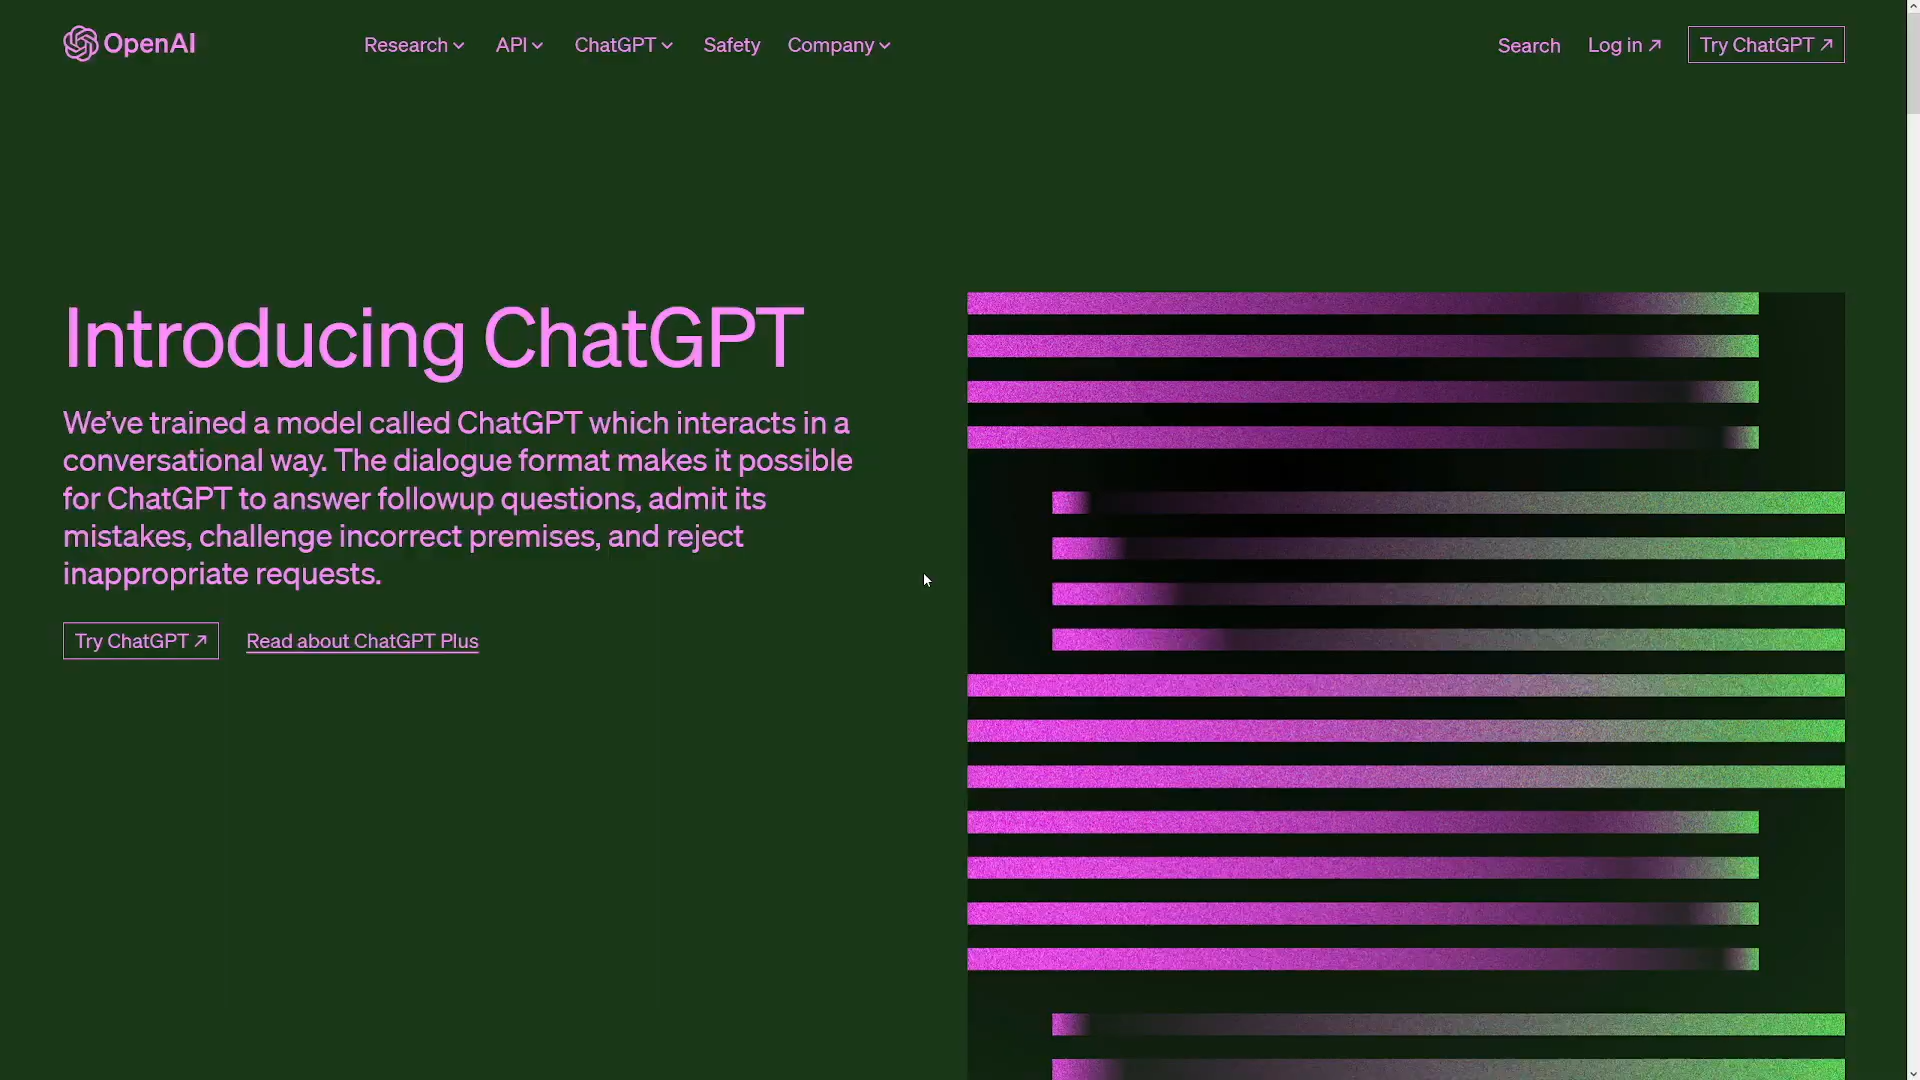 OpenAI
Research
API
ChatGPT
Safety
Company
Search
Log in
Try ChatGPT
Introducing ChatGPT
We’ve trained a model called ChatGPT which interacts in a
conversational way. The dialogue format makes it possible
for ChatGPT to answer followup questions, admit its
mistakes, challenge incorrect premises, and reject
inappropriate requests.
Try ChatGPT
Read about ChatGPT Plus